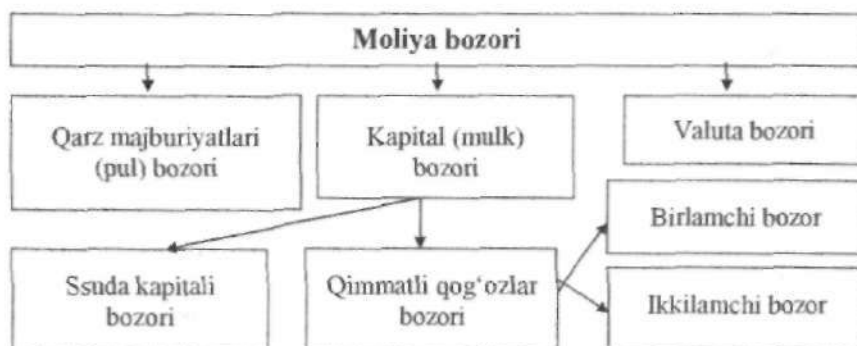 Moliya bozori
Qarz majburiyatlari
(pul) bozori
Kapital (mulk)
bozori
Valuta bozori
Birlamchi bozor
Ssuda kapitali
bozori
Qimmatli qog‘ozlar
bozori
Ikkilamchi bozor